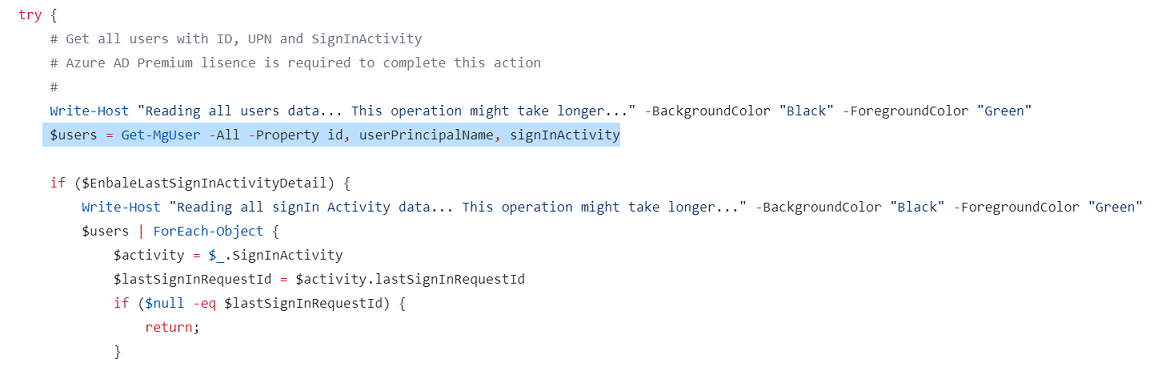 try {
# Get all users with ID, UPN and SignInActivity
# Azure AD Premium lisence is required to complete this action
#
Write-Host "Reading all users data... This operation might take longer..." -BackgroundColor "Black" -ForegroundColor "Green"
$users = Get-MgUser -All -Property id, userPrincipalName, signInActivity
if ($EnbaleLastSignInActivityDetail) {
Write-Host "Reading all signIn Activity data... This operation might take longer..." -BackgroundColor "Black" -ForegroundColor "Green"
$users | ForEach-Object {
$activity = $_.SignInActivity
$lastSignInRequestId = $activity.lastSignInRequestId
if ($null -eq $lastSignInRequestId) {
return;
}